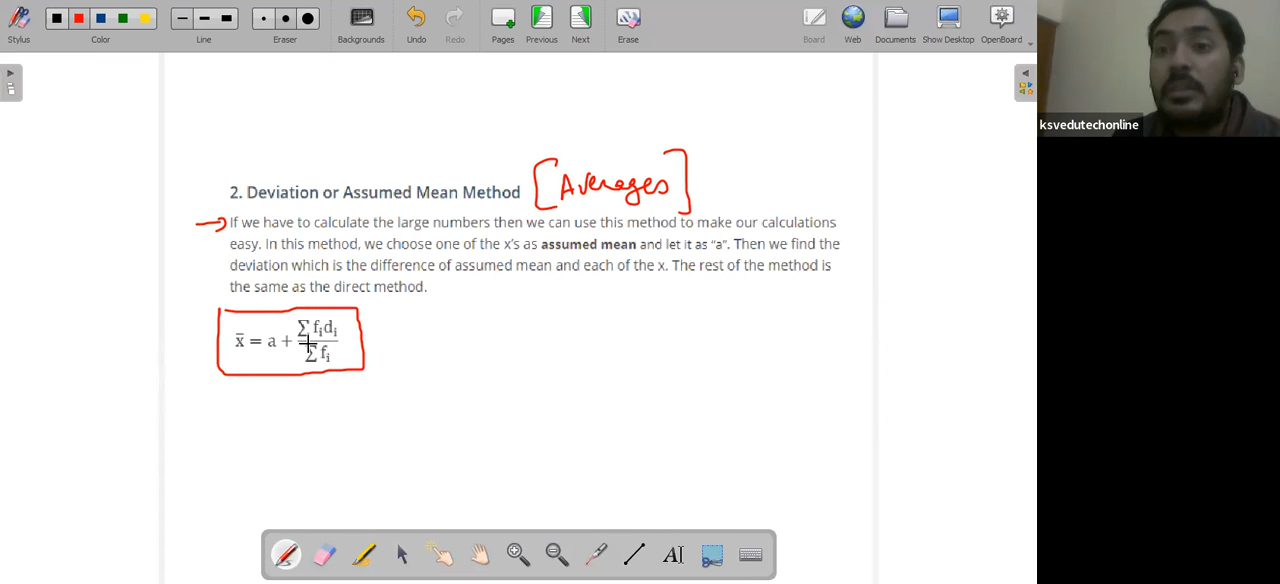 Stylus Color Line Eraser Backgrounds Undo Redo Pages Previous Next Erase Board Web Documents Show Desktop OpenBoard
ksvedutechonline
2. Deviation or Assumed Mean Method [Averages]
→ If we have to calculate the large numbers then we can use this method to make our calculations
easy. In this method, we choose one of the x's as assumed mean and let it as “a”. Then we find the
deviation which is the difference of assumed mean and each of the x. The rest of the method is
the same as the direct method.
x̄ = a + ∑ fᵢdᵢ / ∑ fᵢ
AI